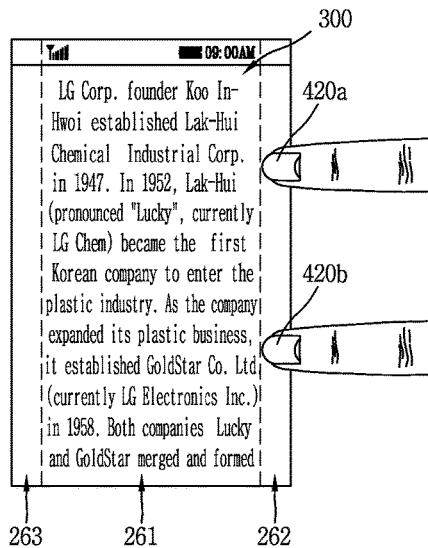 300
09:00AM
LG Corp. founder Koo In-
Hwoi established Lak-Hui
Chemical Industrial Corp.
in 1947. In 1952, Lak-Hui
(pronounced "Lucky", currently
LG Chem) became the first
Korean company to enter the
plastic industry. As the company
expanded its plastic business,
it established GoldStar Co. Ltd
(currently LG Electronics Inc.)
in 1958. Both companies Lucky
and GoldStar merged and formed
420a
420b
263 261 262